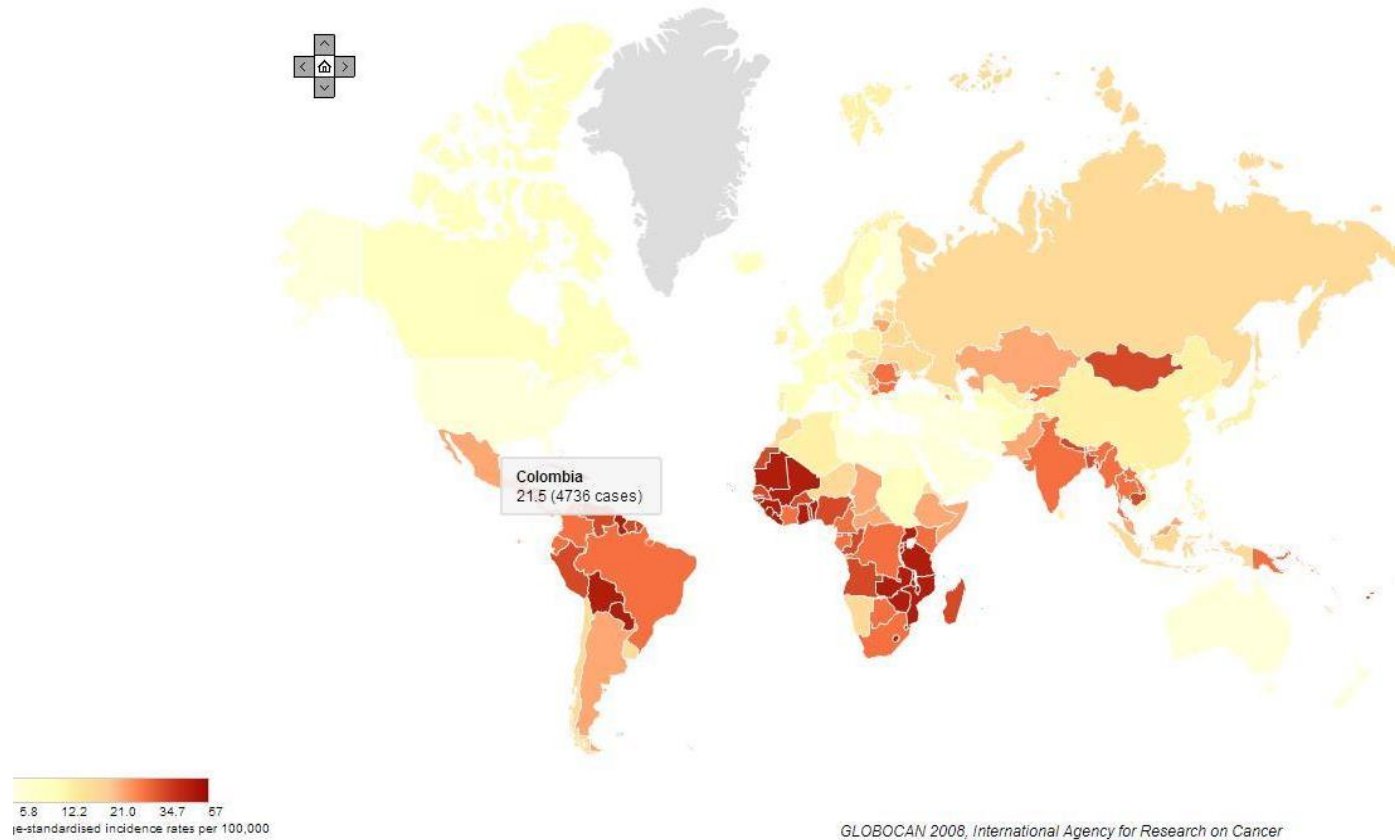 Colombia
21.5 (4736 cases)
5.8 12.2 21.0 34.7 57
e-standardised incidence rates per 100,000
GLOBOCAN 2008, International Agency for Research on Cancer